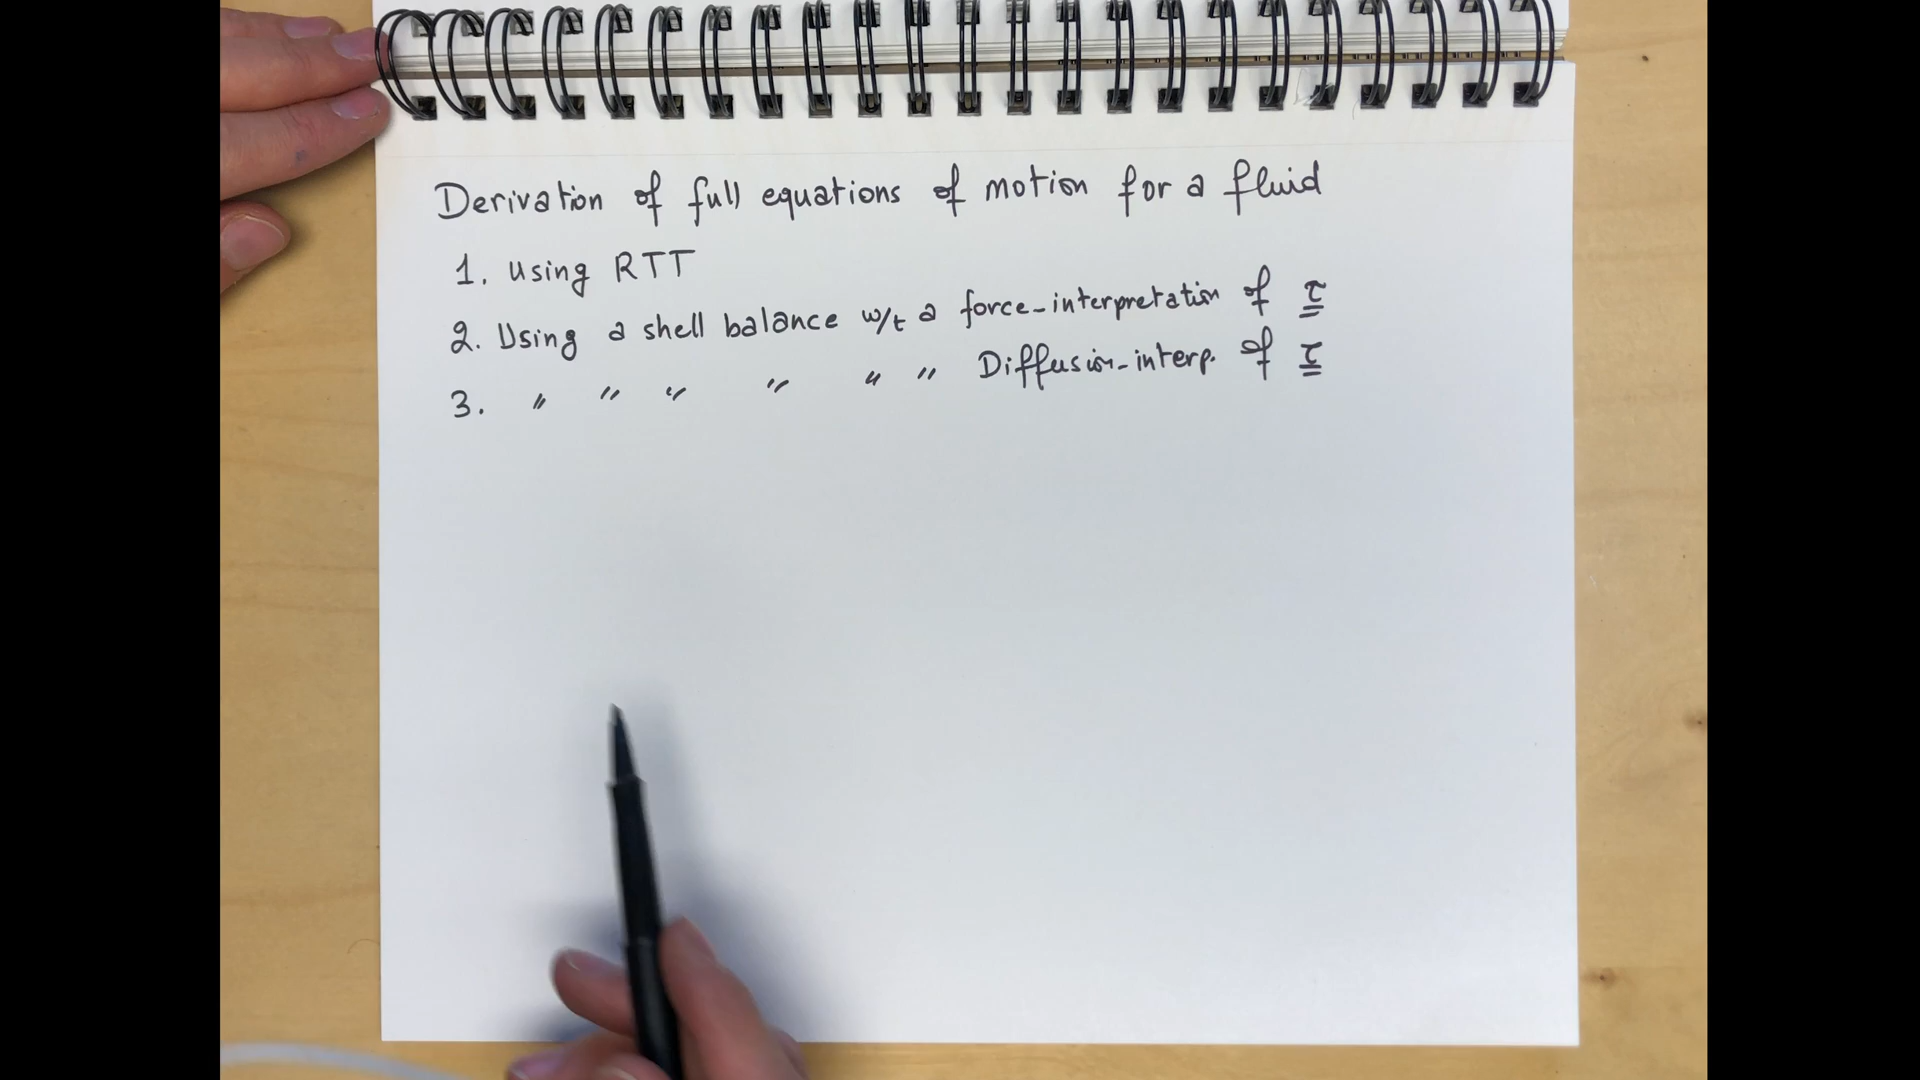 Derivation of full equations of motion for a fluid
1. Using RTT
2. Using a shell balance w/t a force-interpretation of τ
3. " " " " " " Diffusion-interp. of τ